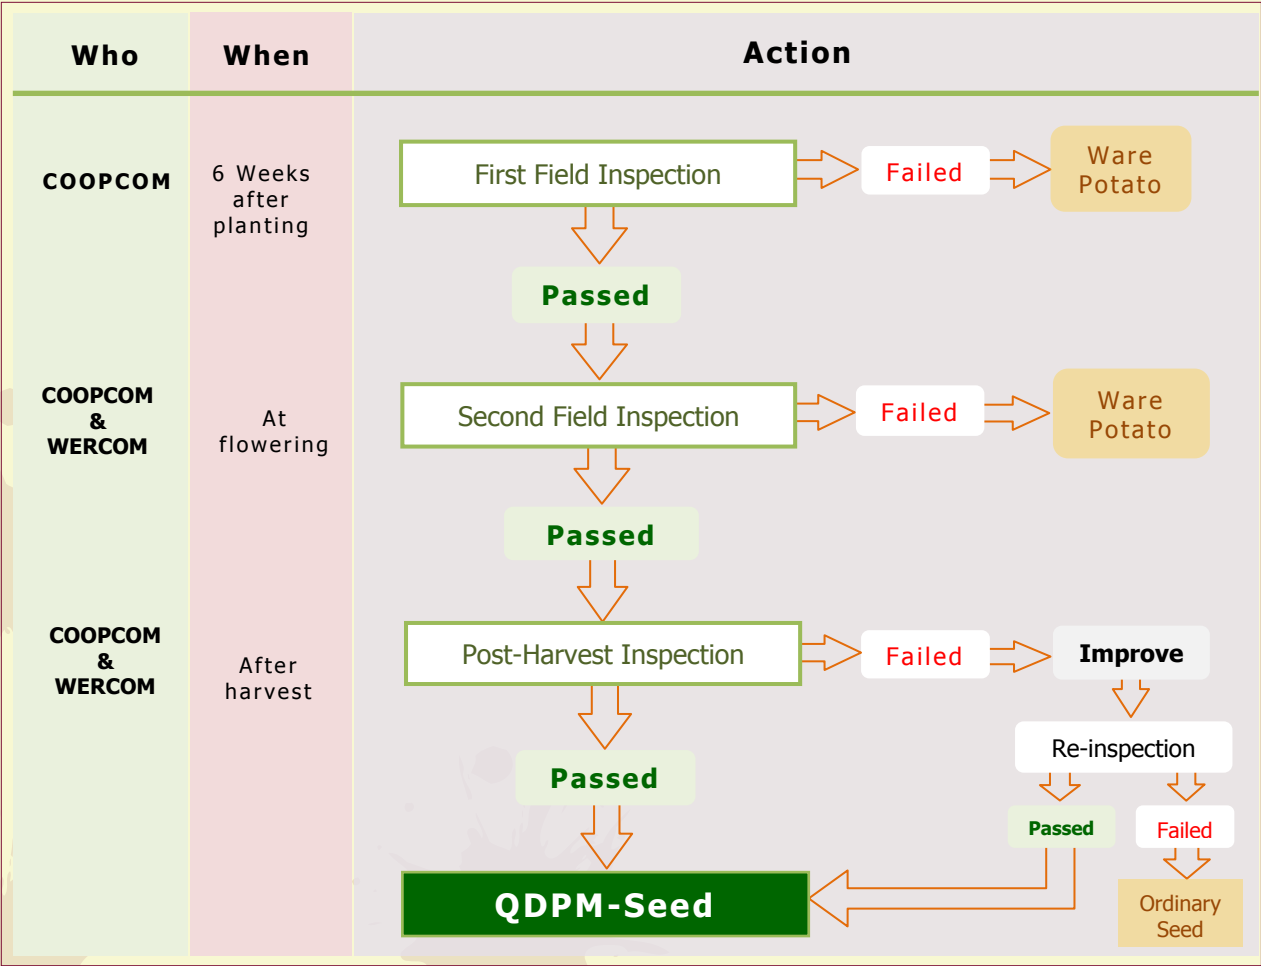 Who
When
Action
COOPCOM
6 Weeks
after
planting
First Field Inspection
Failed
Ware
Potato
Passed
COOPCOM
&
WERCOM
At
flowering
Second Field Inspection
Failed
Ware
Potato
Passed
COOPCOM
&
WERCOM
After
harvest
Post-Harvest Inspection
Failed
Improve
Re-inspection
Passed
Passed
Failed
QDPM-Seed
Ordinary
Seed